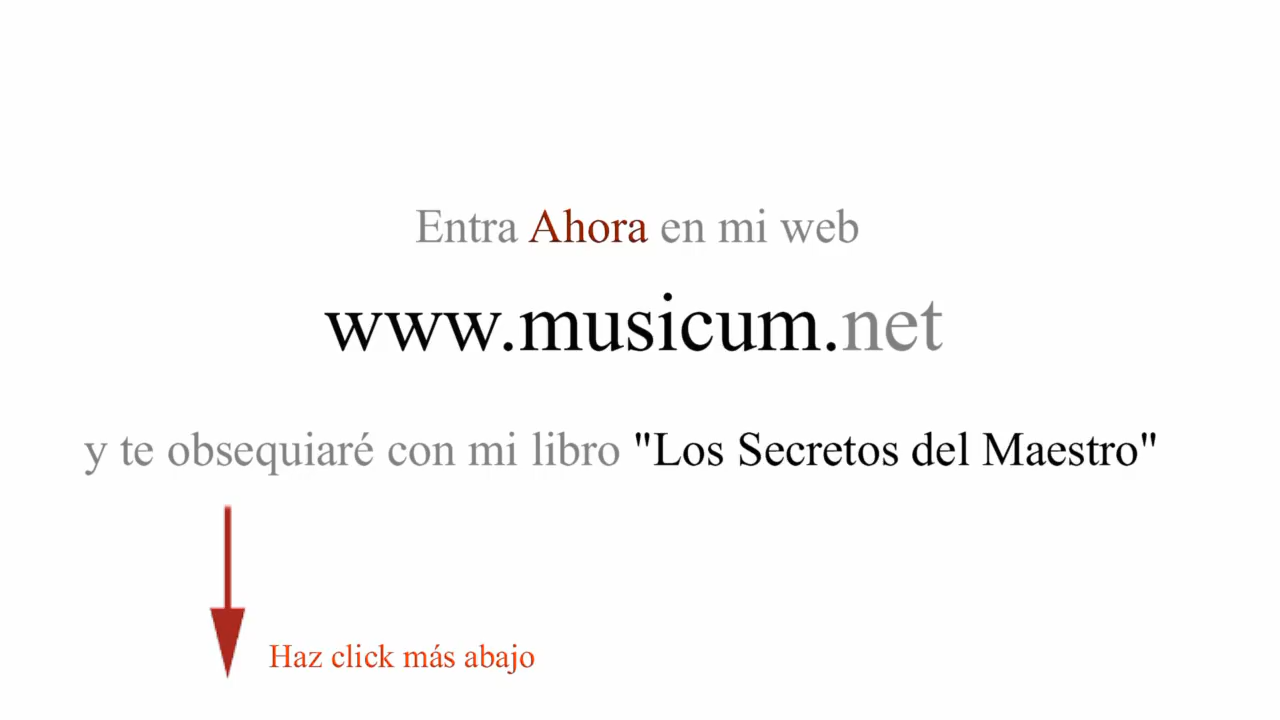 Entra Ahora en mi web
www.musicum.net
y te obsequiaré con mi libro "Los Secretos del Maestro"
Haz click más abajo